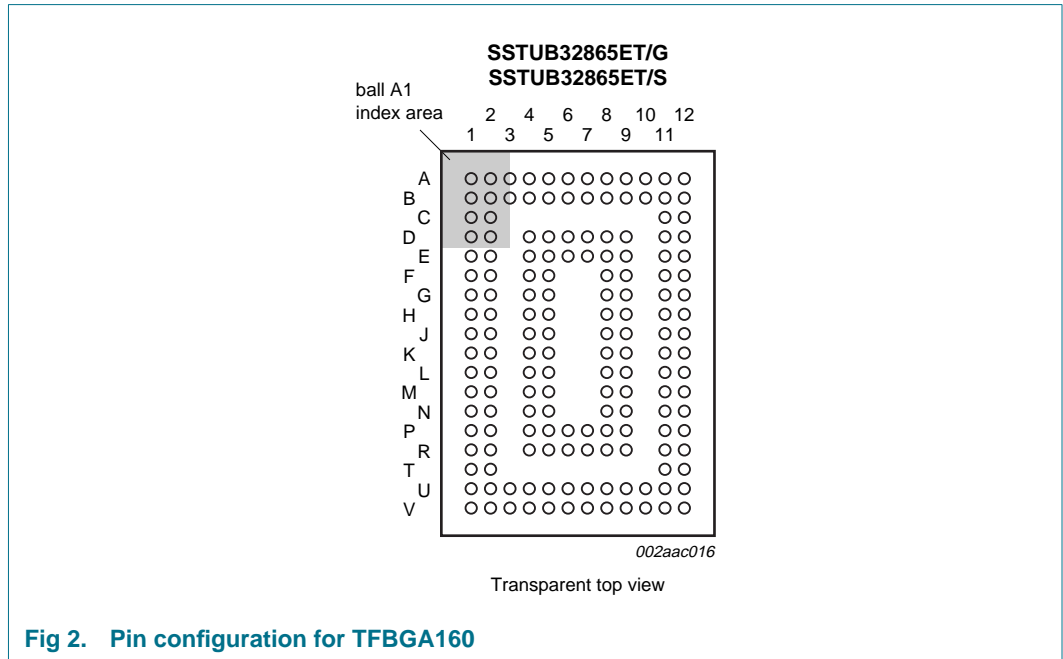 SSTUB32865ET/G
SSTUB32865ET/S
ball A1
index area
2 4 6 8 10 12
1 3 5 7 9 11
A
B
C
D
E
F
G
H
J
K
L
M
N
P
R
T
U
V
002aac016
Transparent top view
Fig 2. Pin configuration for TFBGA160